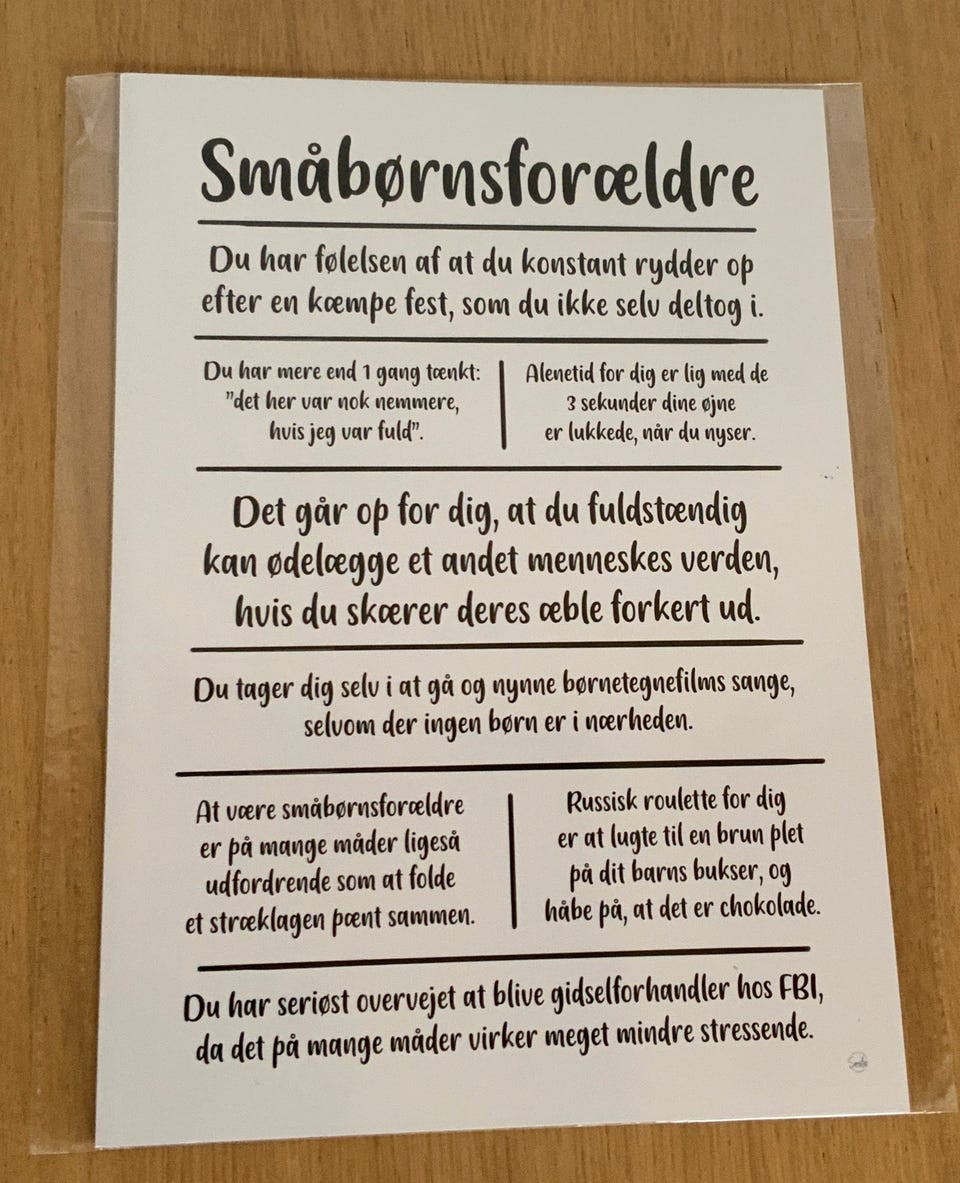 Småbørnsforældre
Du har følelsen af at du konstant rydder op
efter en kæmpe fest, som du ikke selv deltog i.
Du har mere end 1 gang tænkt:
"det her var nok nemmere,
hvis jeg var fuld".
Alenetid for dig er lig med de
3 sekunder dine øjne
er lukkede, når du nyser.
Det går op for dig, at du fuldstændig
kan ødelægge et andet menneskes verden,
hvis du skærer deres æble forkert ud.
Du tager dig selv i at gå og nynne børnetegnefilms sange,
selvom der ingen børn er i nærheden.
At være småbørnsforældre
er på mange måder ligeså
udfordrende som at folde
et stræklagen pænt sammen.
Russisk roulette for dig
er at lugte til en brun plet
på dit barns bukser, og
håbe på, at det er chokolade.
Du har seriøst overvejet at blive gidselforhandler hos FBI,
da det på mange måder virker meget mindre stressende.